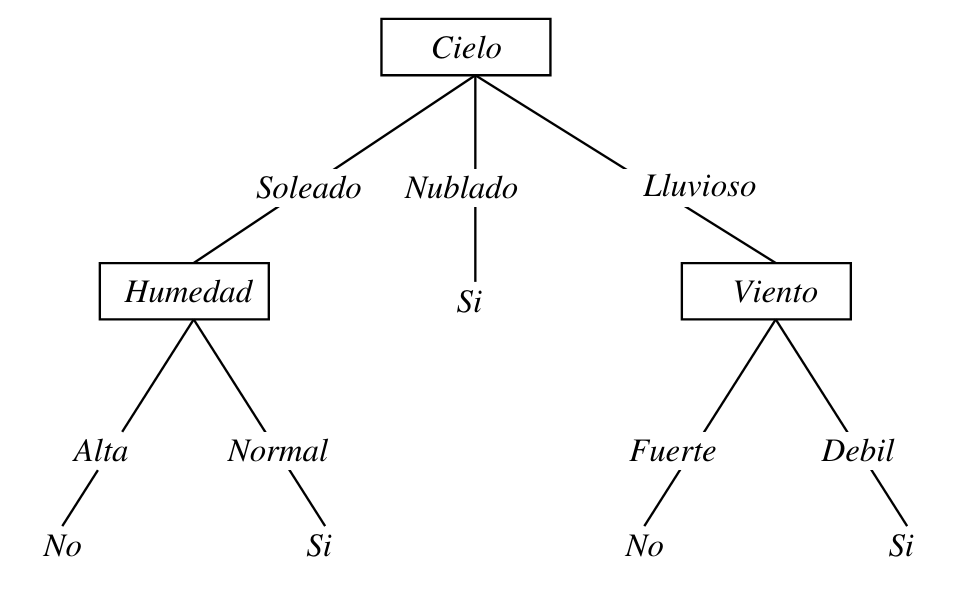 Cielo
Soleado Nublado Lluvioso
Humedad Si Viento
Alta Normal Fuerte Debil
No Si No Si